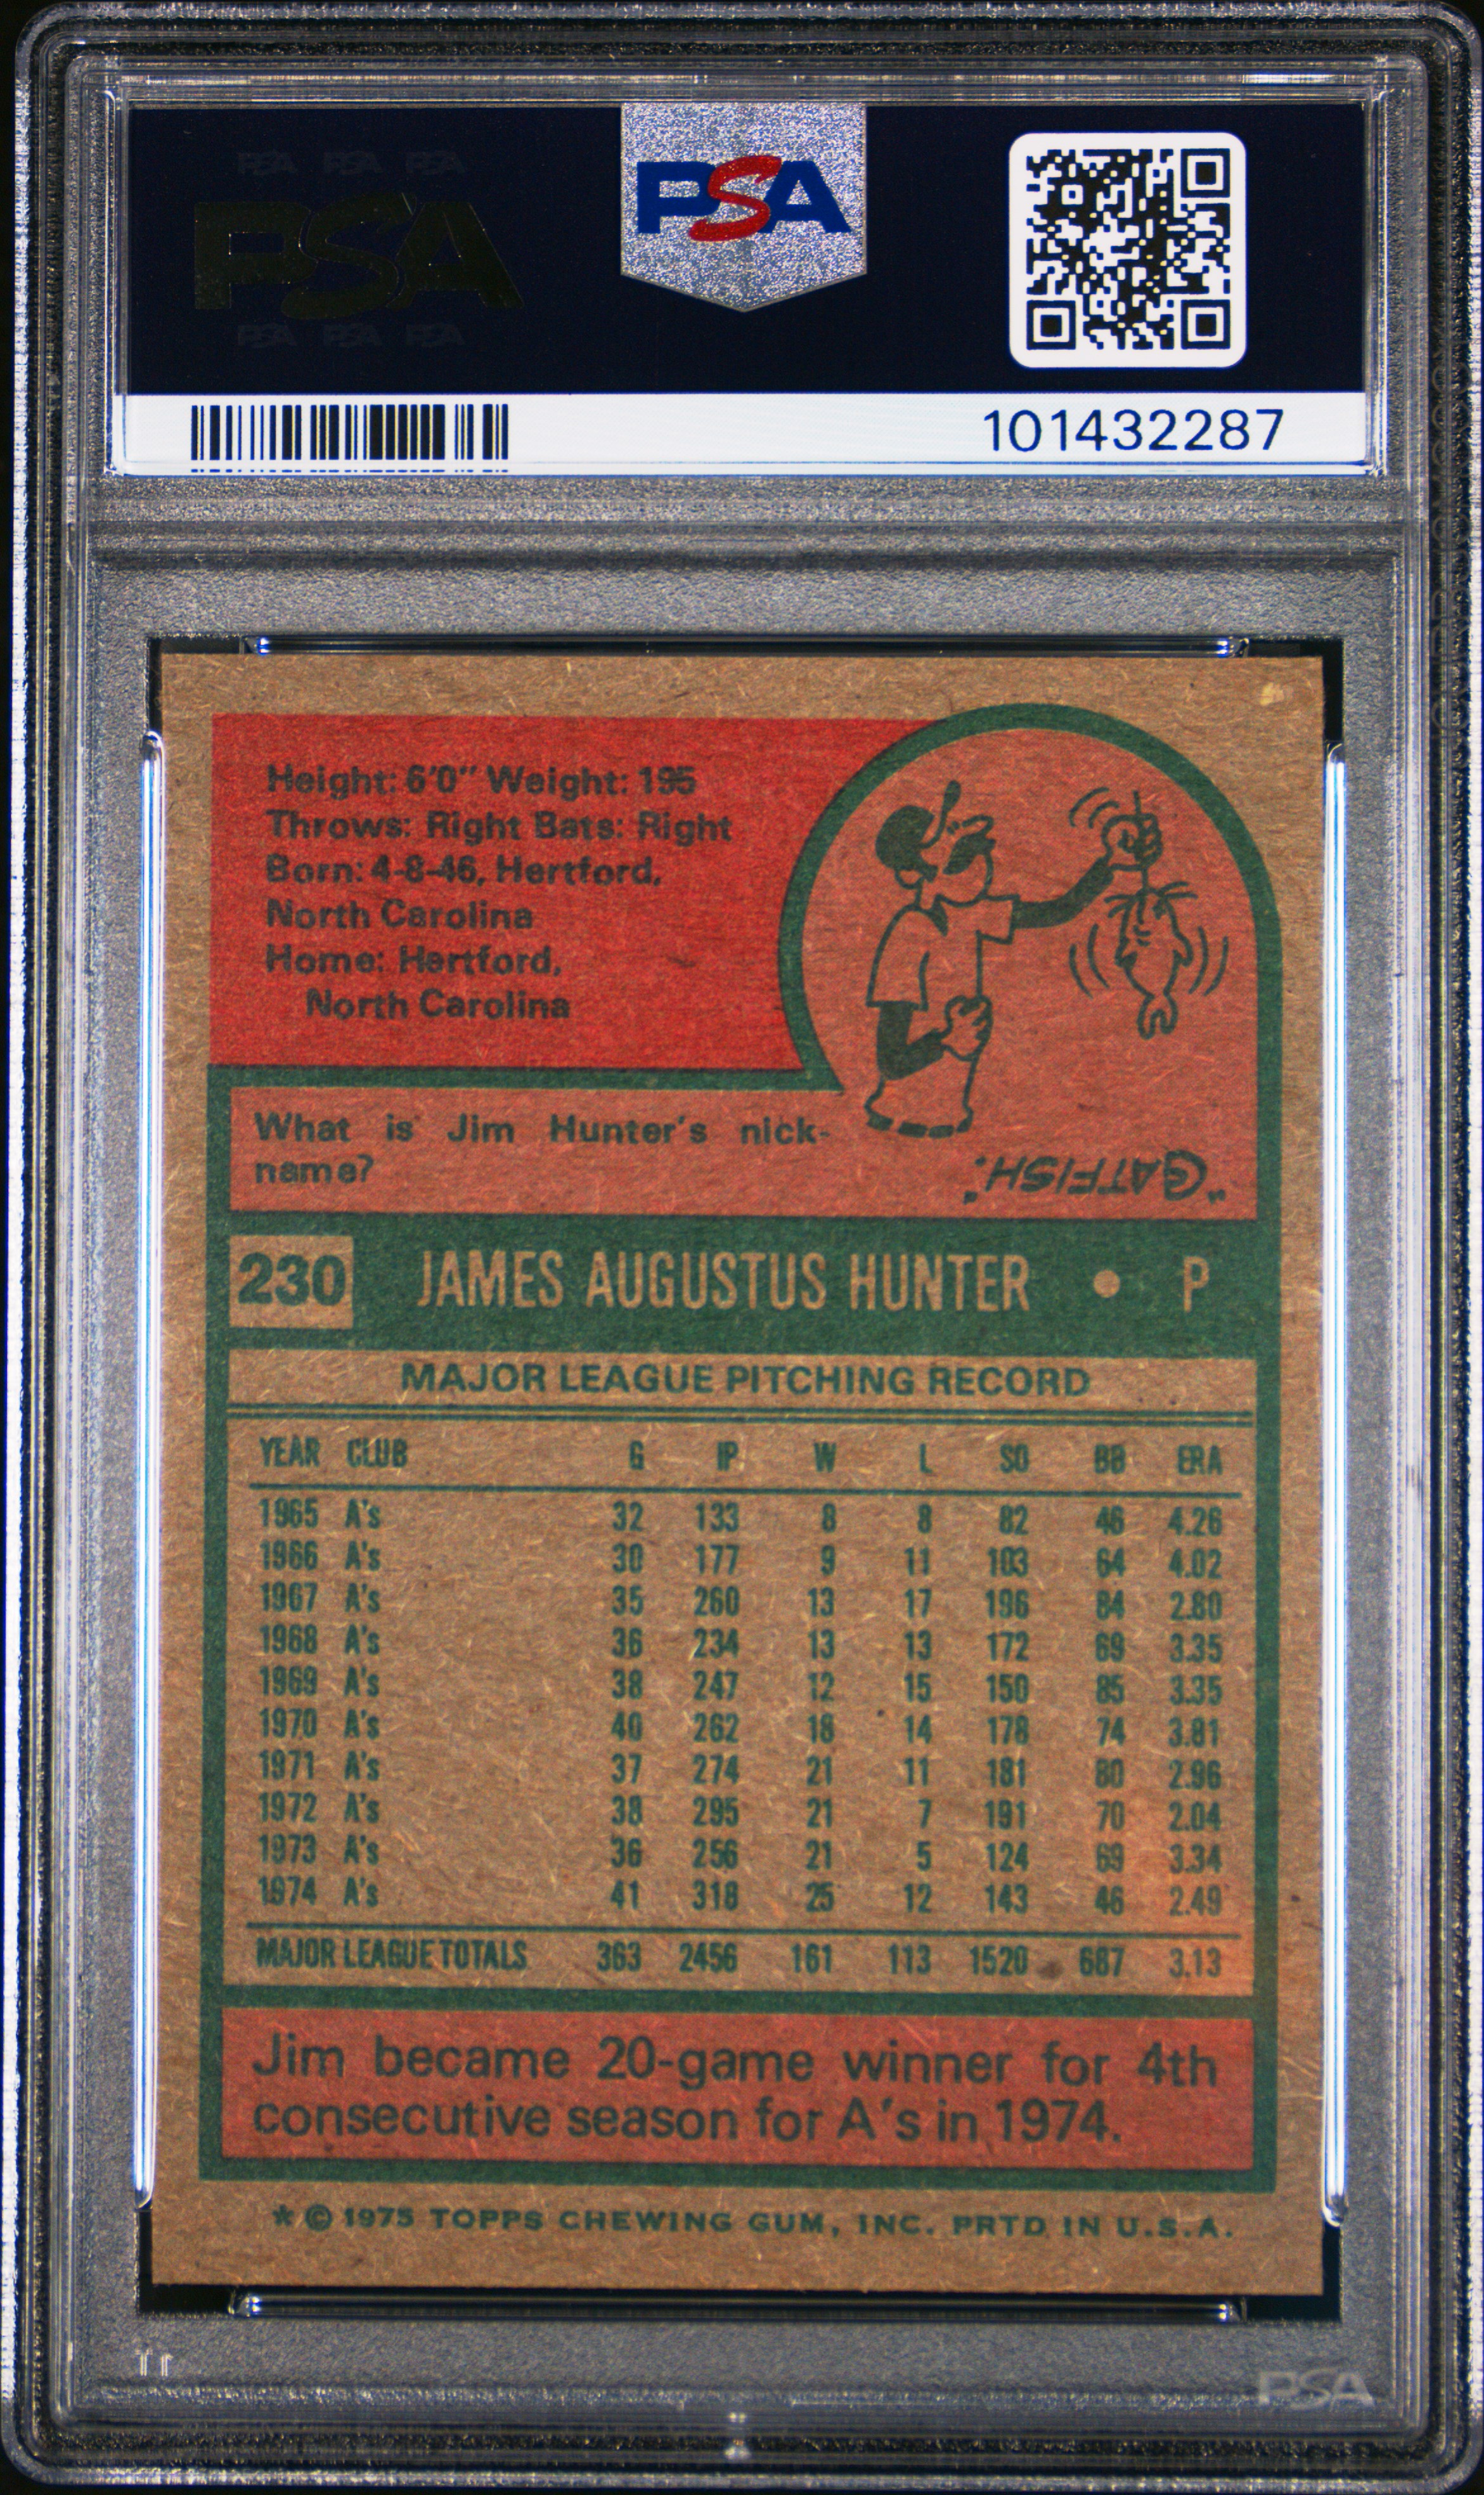 PSA PSA PSA
PSA
PSA PSA PSA
PSA
101432287
Height: 6'0" Weight: 195
Throws: Right Bats: Right
Born: 4-8-46, Hertford,
North Carolina
Home: Hertford,
North Carolina
What is Jim Hunter's nick-
name?
"CATFISH."
230 JAMES AUGUSTUS HUNTER • P
MAJOR LEAGUE PITCHING RECORD
YEAR CLUB G IP W L SO BB ERA
1965 A's 32 133 8 8 82 46 4.26
1966 A's 30 177 9 11 103 64 4.02
1967 A's 35 260 13 17 196 84 2.80
1968 A's 36 234 13 13 172 69 3.35
1969 A's 38 247 12 15 150 85 3.35
1970 A's 40 262 18 14 178 74 3.81
1971 A's 37 274 21 11 181 80 2.96
1972 A's 38 295 21 7 191 70 2.04
1973 A's 36 256 21 5 124 69 3.34
1974 A's 41 318 25 12 143 46 2.49
MAJOR LEAGUE TOTALS 363 2456 161 113 1520 687 3.13
Jim became 20-game winner for 4th
consecutive season for A's in 1974.
* © 1975 TOPPS CHEWING GUM, INC. PRTD IN U.S.A.
PSA